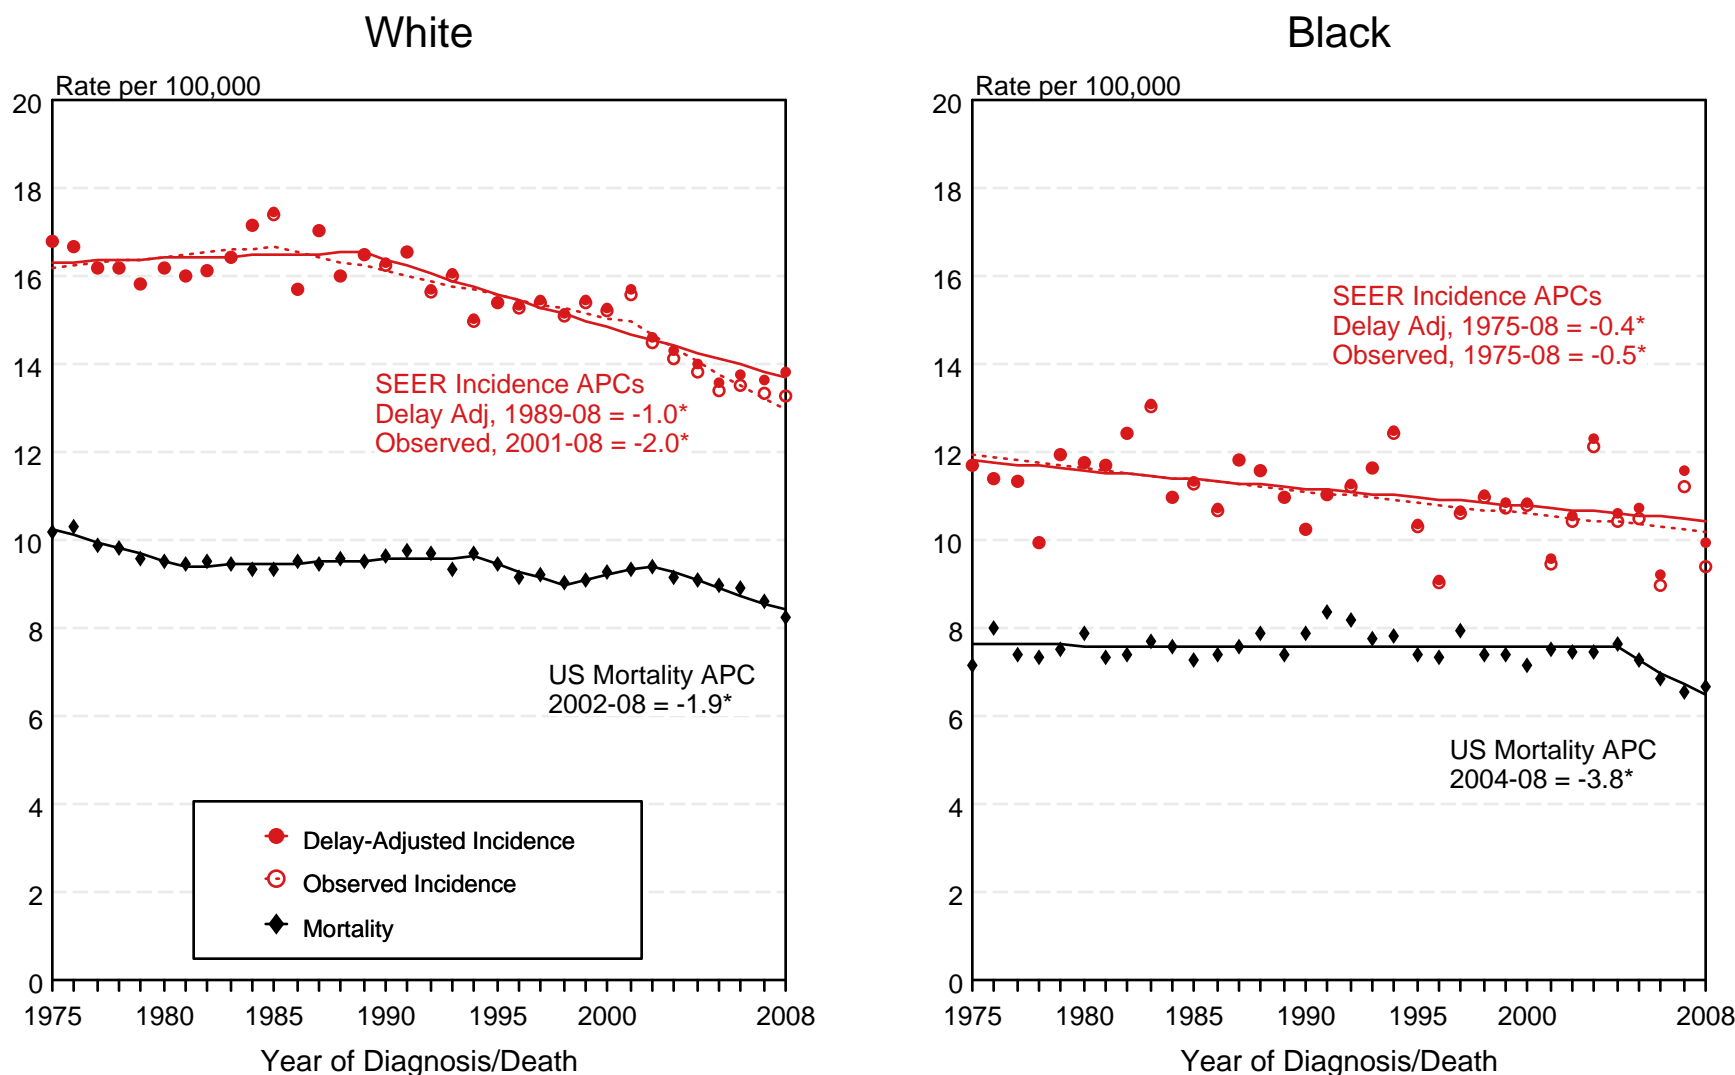 White
Rate per 100,000
20
18
16
14
12
10
8
6
4
2
0
SEER Incidence APCs
Delay Adj, 1989-08 = -1.0*
Observed, 2001-08 = -2.0*
US Mortality APC
2002-08 = -1.9*
Delay-Adjusted Incidence
Observed Incidence
Mortality
1975 1980 1985 1990 1995 2000 2008
Year of Diagnosis/Death
Black
Rate per 100,000
20
18
16
14
12
10
8
6
4
2
0
SEER Incidence APCs
Delay Adj, 1975-08 = -0.4*
Observed, 1975-08 = -0.5*
US Mortality APC
2004-08 = -3.8*
1975 1980 1985 1990 1995 2000 2008
Year of Diagnosis/Death